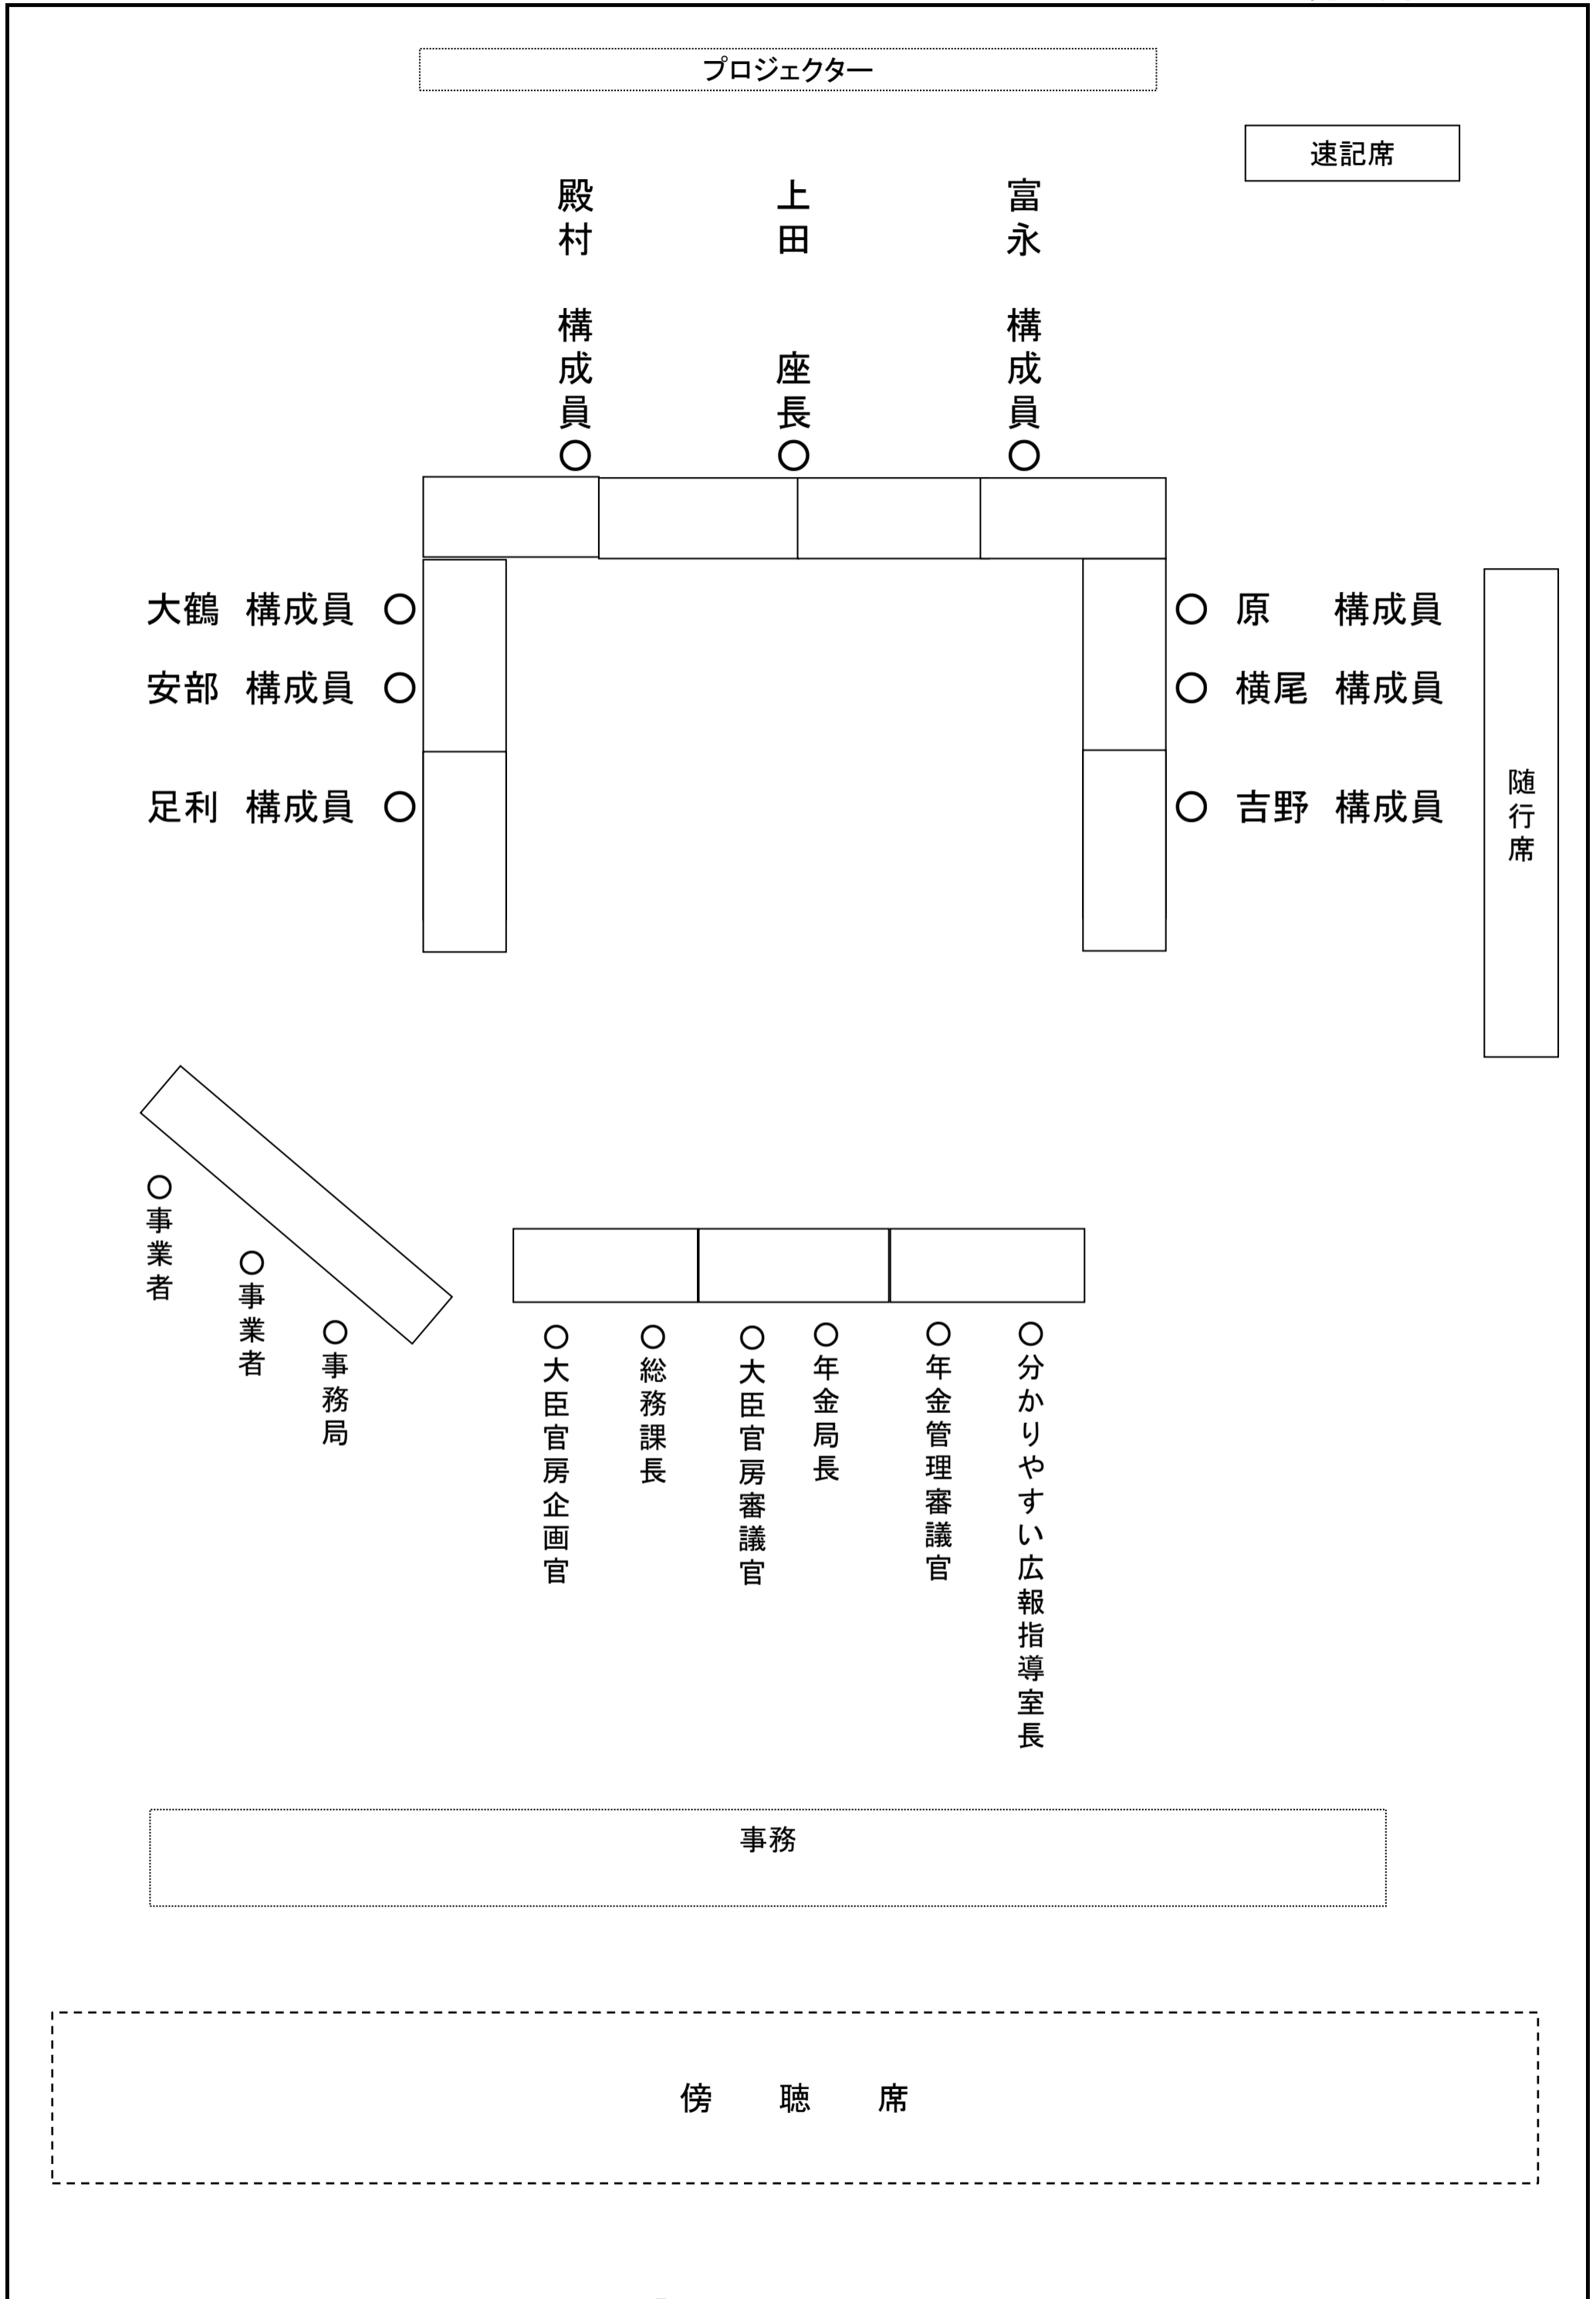 プロジェクター
速記席
殿村 構成員○
上田 座長○
富永 構成員○
大鶴 構成員 ○
安部 構成員 ○
足利 構成員 ○
○ 原 構成員
○ 横尾 構成員
○ 吉野 構成員
随行席
○事業者
○事業者
○事務局
○大臣官房企画官
○総務課長
○大臣官房審議官
○年金局長
○年金管理審議官
○分かりやすい広報指導室長
事務
傍 聴 席